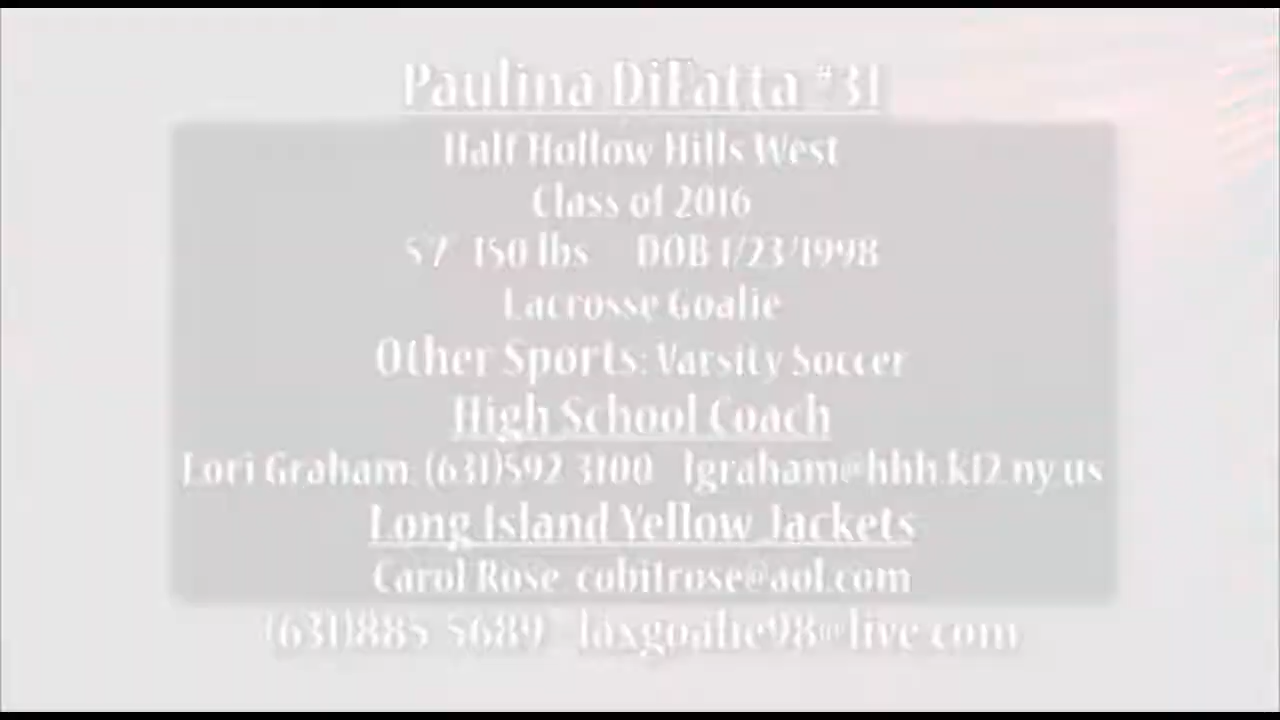 Paulina DiFatta #31
Half Hollow Hills West
Class of 2016
5'7" 150 lbs DOB 1/23/1998
Lacrosse Goalie
Other Sports: Varsity Soccer
High School Coach
Lori Graham: (631)592-3100 lgraham@hhh.k12.ny.us
Long Island Yellow Jackets
Carol Rose: cobitrose@aol.com
(631)885-5689 laxgoalie98@live.com